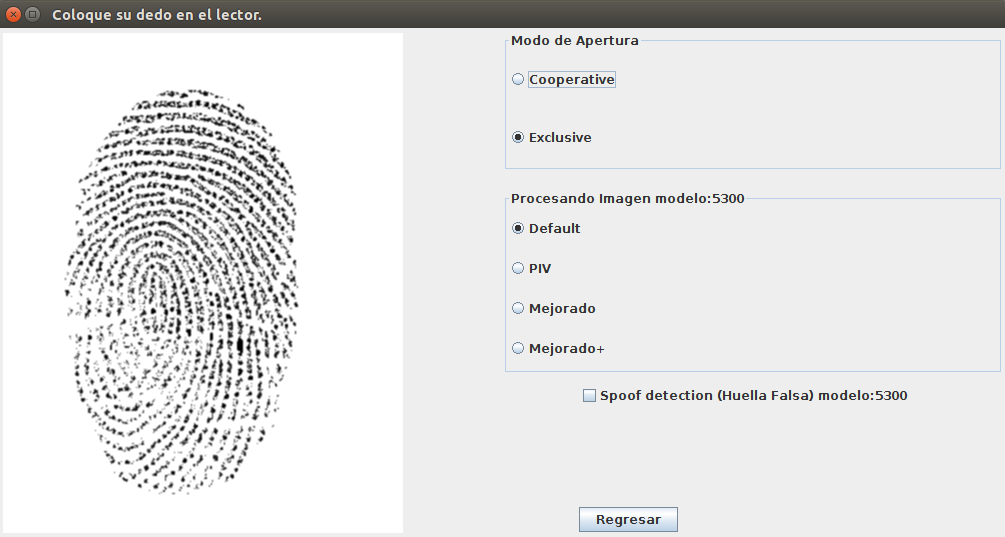 Coloque su dedo en el lector.
Modo de Apertura
Cooperative
Exclusive
Procesando Imagen modelo:5300
Default
PIV
Mejorado
Mejorado+
Spoof detection (Huella Falsa) modelo:5300
Regresar